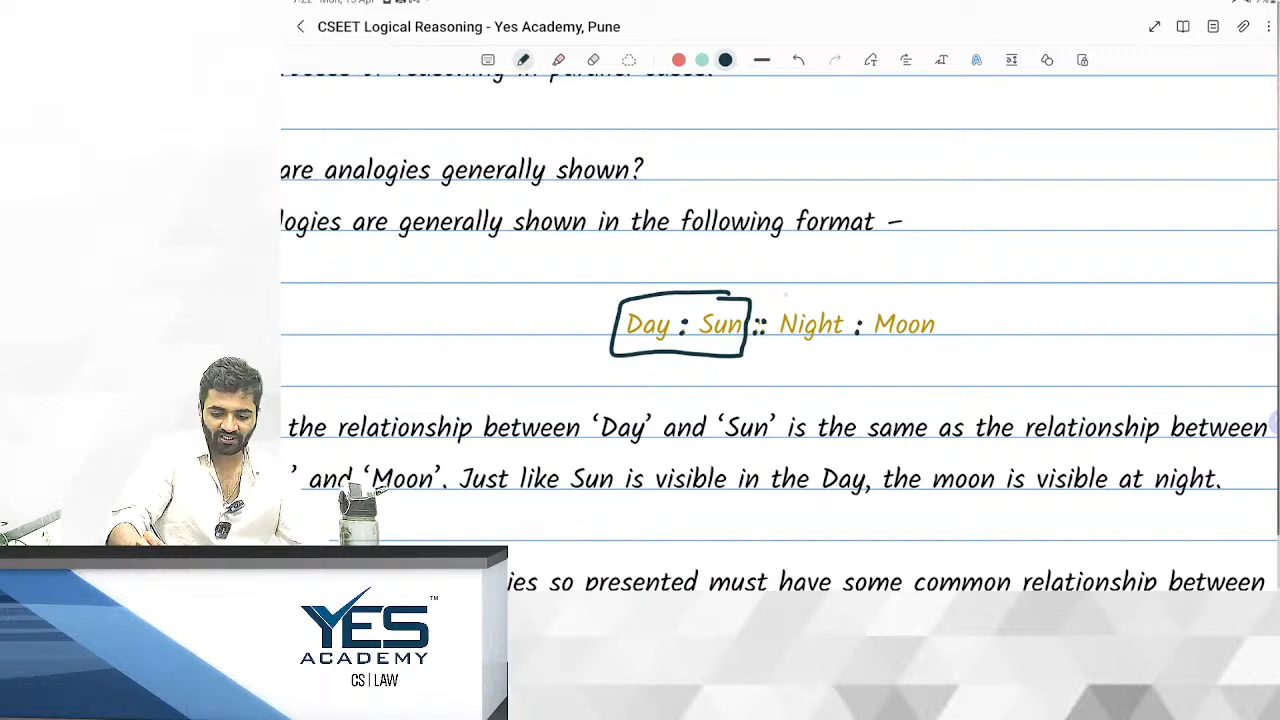 CSEET Logical Reasoning - Yes Academy, Pune
are analogies generally shown?
logies are generally shown in the following format –
Day : Sun :: Night : Moon
the relationship between ‘Day’ and ‘Sun’ is the same as the relationship between
’ and ‘Moon’. Just like Sun is visible in the Day, the moon is visible at night.
ies so presented must have some common relationship between
YES
ACADEMY
TM
CS | LAW